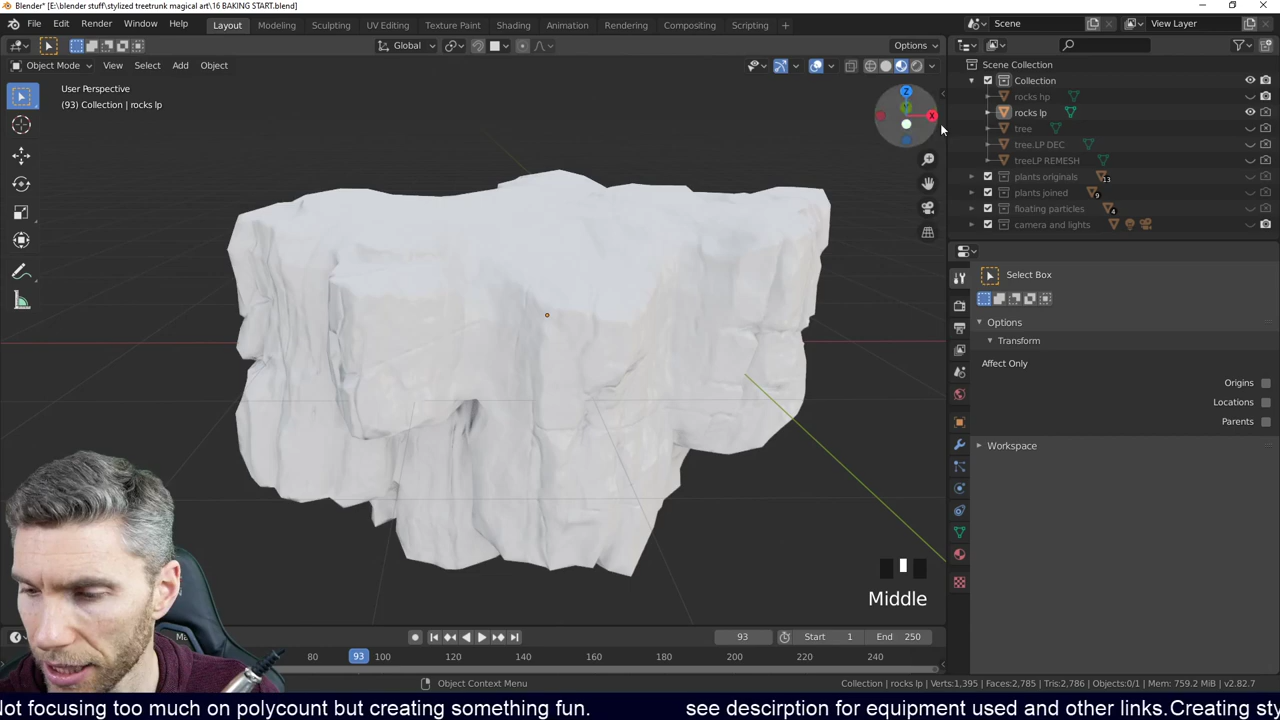 Blender* [E:\blender stuff\stylized treetrunk magical art\16 BAKING START.blend]
File Edit Render Window Help Layout Modeling Sculpting UV Editing Texture Paint Shading Animation Rendering Compositing Scripting + Scene View Layer
Global Options
Object Mode View Select Add Object
User Perspective
(93) Collection | rocks lp
Z
Y
X
Scene Collection
Collection
rocks hp
rocks lp
tree
tree.LP DEC
treeLP REMESH
plants originals 13
plants joined 9
floating particles 4
camera and lights
Select Box
Options
Transform
Affect Only
Origins
Locations
Parents
Workspace
Middle
93 Start 1 End 250
80 93 100 120 140 160 180 200 220 240
Object Context Menu
Collection | rocks lp | Verts:1,395 | Faces:2,785 | Tris:2,786 | Objects:0/1 | Mem: 759.2 MiB | v2.82.7
Not focusing too much on polycount but creating something fun. see descirption for equipment used and other links.Creating sty